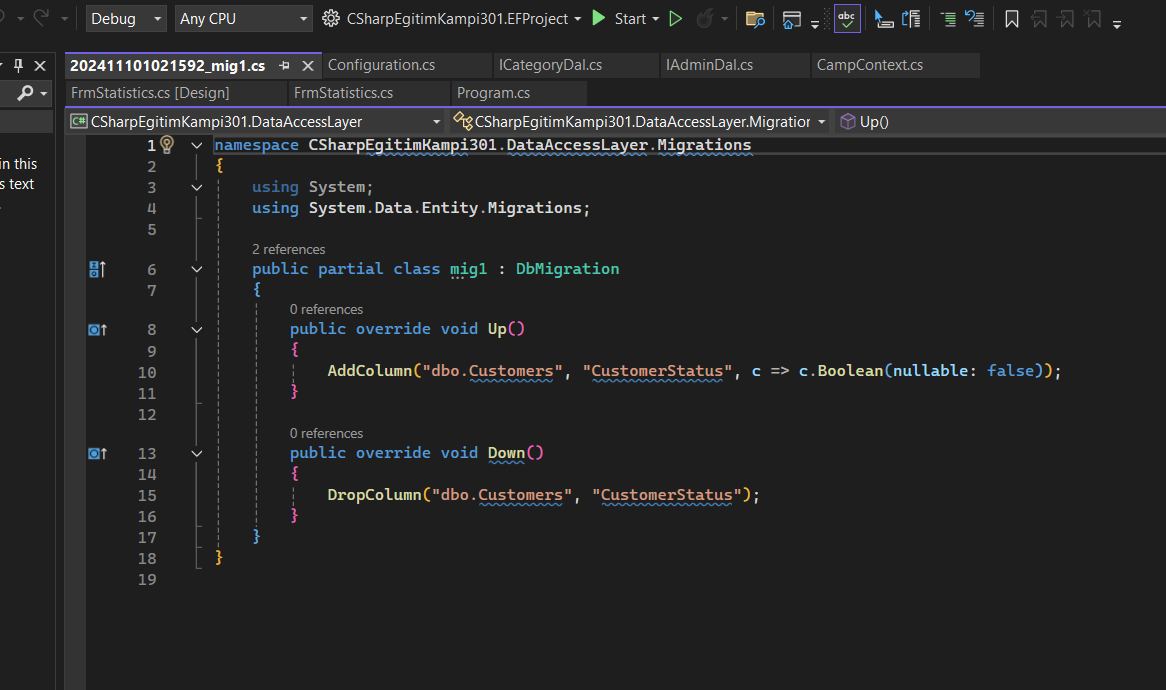 Debug Any CPU CSharpEgitimKampi301.EFProject Start abc
202411101021592_mig1.cs Configuration.cs ICategoryDal.cs IAdminDal.cs CampContext.cs
FrmStatistics.cs [Design] FrmStatistics.cs Program.cs
C# CSharpEgitimKampi301.DataAccessLayer CSharpEgitimKampi301.DataAccessLayer.Migration Up()
in this
s text
1 namespace CSharpEgitimKampi301.DataAccessLayer.Migrations
2 {
3 using System;
4 using System.Data.Entity.Migrations;
5
2 references
6 public partial class mig1 : DbMigration
7 {
0 references
8 public override void Up()
9 {
10 AddColumn("dbo.Customers", "CustomerStatus", c => c.Boolean(nullable: false));
11 }
12
0 references
13 public override void Down()
14 {
15 DropColumn("dbo.Customers", "CustomerStatus");
16 }
17 }
18 }
19